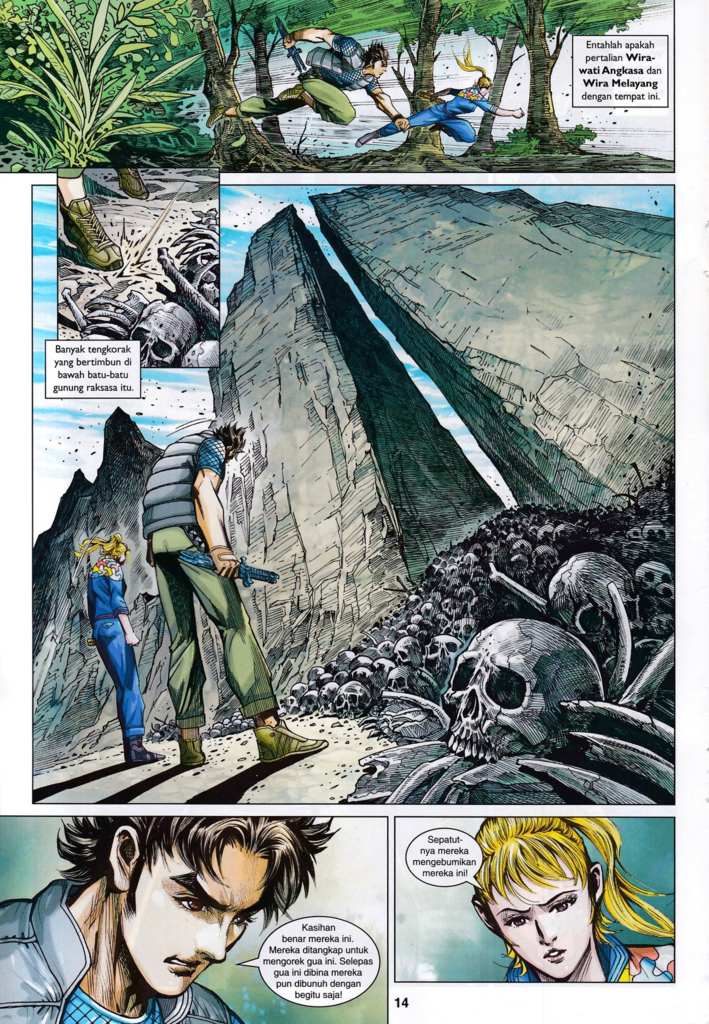 Entahlah apakah
pertalian Wira-
wati Angkasa dan
Wira Melayang
dengan tempat ini.
Banyak tengkorak
yang bertimbun di
bawah batu-batu
gunung raksasa itu.
Kasihan
benar mereka ini.
Mereka ditangkap untuk
mengorek gua ini. Selepas
gua ini dibina mereka
pun dibunuh dengan
begitu saja!
Sepatut-
nya mereka
mengebumikan
mereka ini!
14